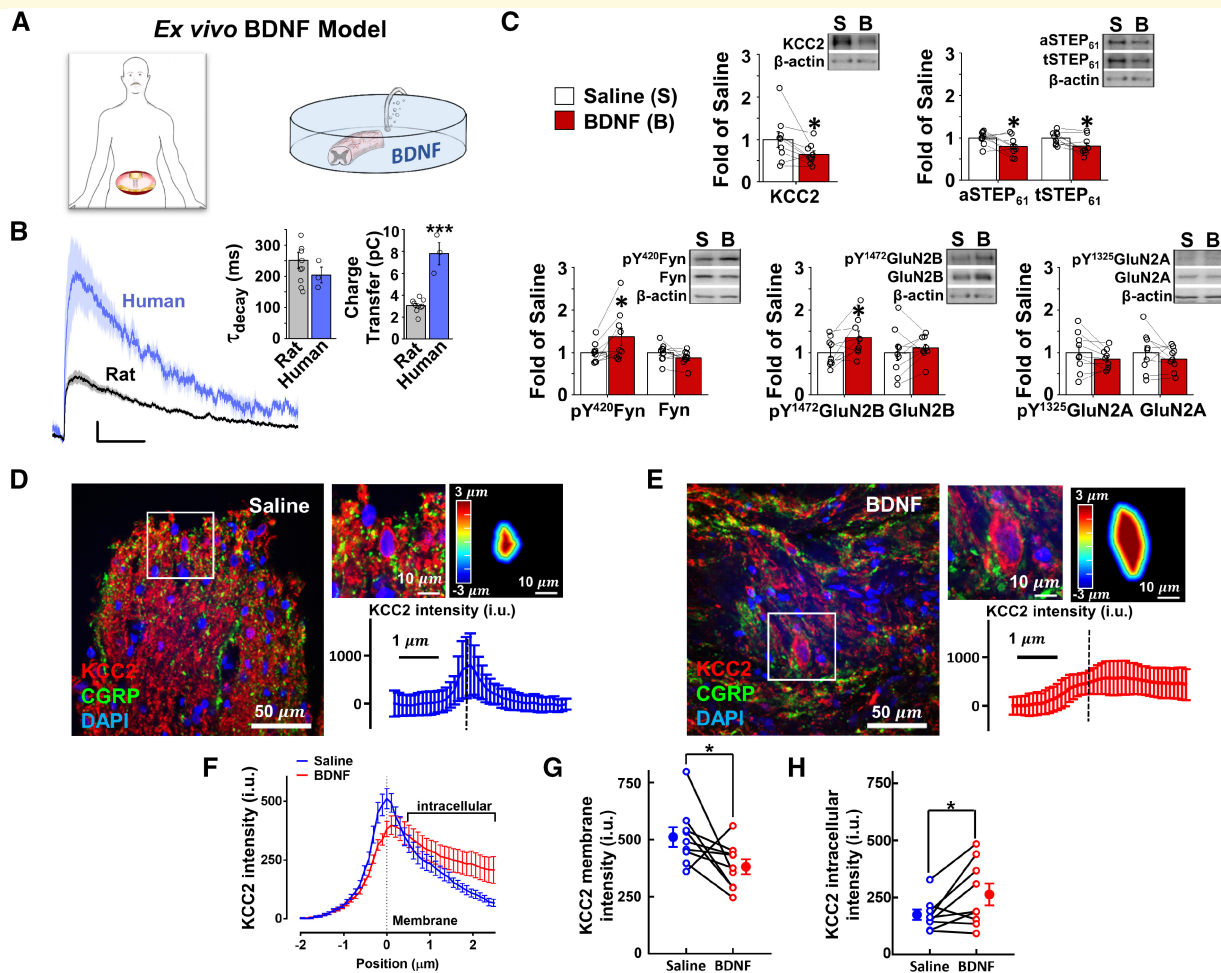 A
Ex vivo BDNF Model
BDNF
B
Human
Rat
τdecay (ms)
300
200
100
0
Rat
Human
Charge
Transfer (pC)
10
8
6
4
2
0
***
Rat
Human
C
Saline (S)
BDNF (B)
S B
KCC2
β-actin
Fold of Saline
3
2
1
0
*
KCC2
S B
aSTEP61
tSTEP61
β-actin
Fold of Saline
3
2
1
0
* *
aSTEP61 tSTEP61
S B
pY420Fyn
Fyn
β-actin
Fold of Saline
3
2
1
0
*
pY420Fyn Fyn
S B
pY1472GluN2B
GluN2B
β-actin
Fold of Saline
3
2
1
0
*
pY1472GluN2B GluN2B
S B
pY1325GluN2A
GluN2A
β-actin
Fold of Saline
3
2
1
0
pY1325GluN2A GluN2A
D
Saline
KCC2
CGRP
DAPI
50 μm
10 μm
3 μm
-3 μm
10 μm
KCC2 intensity (i.u.)
1 μm
1000
0
E
BDNF
KCC2
CGRP
DAPI
50 μm
10 μm
3 μm
-3 μm
10 μm
KCC2 intensity (i.u.)
1 μm
1000
0
F
Saline
BDNF
KCC2 intensity (i.u.)
500
250
0
intracellular
Membrane
-2 -1 0 1 2
Position (μm)
G
KCC2 membrane
intensity (i.u.)
750
500
250
0
*
Saline BDNF
H
KCC2 intracellular
intensity (i.u.)
750
500
250
0
*
Saline BDNF